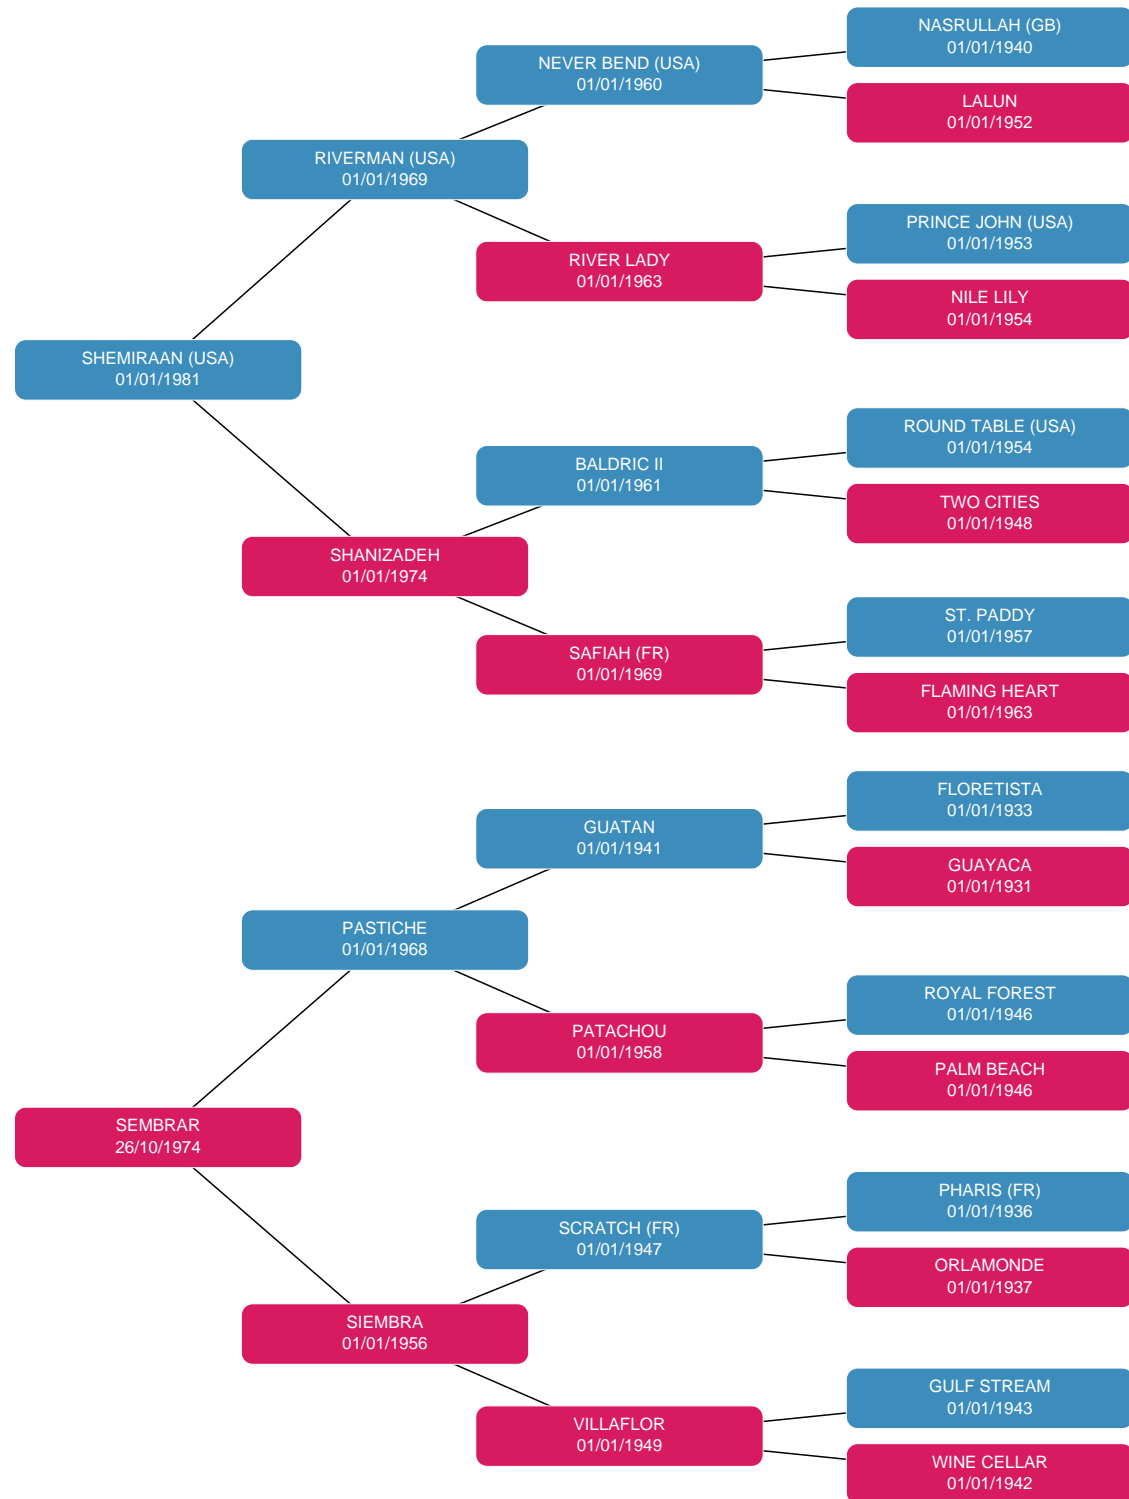 NASRULLAH (GB)
01/01/1940
NEVER BEND (USA)
01/01/1960
LALUN
01/01/1952
RIVERMAN (USA)
01/01/1969
PRINCE JOHN (USA)
01/01/1953
RIVER LADY
01/01/1963
NILE LILY
01/01/1954
SHEMIRAAN (USA)
01/01/1981
ROUND TABLE (USA)
01/01/1954
BALDRIC II
01/01/1961
TWO CITIES
01/01/1948
SHANIZADEH
01/01/1974
ST. PADDY
01/01/1957
SAFIAH (FR)
01/01/1969
FLAMING HEART
01/01/1963
FLORETISTA
01/01/1933
GUATAN
01/01/1941
GUAYACA
01/01/1931
PASTICHE
01/01/1968
ROYAL FOREST
01/01/1946
PATACHOU
01/01/1958
PALM BEACH
01/01/1946
SEMBRAR
26/10/1974
PHARIS (FR)
01/01/1936
SCRATCH (FR)
01/01/1947
ORLAMONDE
01/01/1937
SIEMBRA
01/01/1956
GULF STREAM
01/01/1943
VILLAFLOR
01/01/1949
WINE CELLAR
01/01/1942